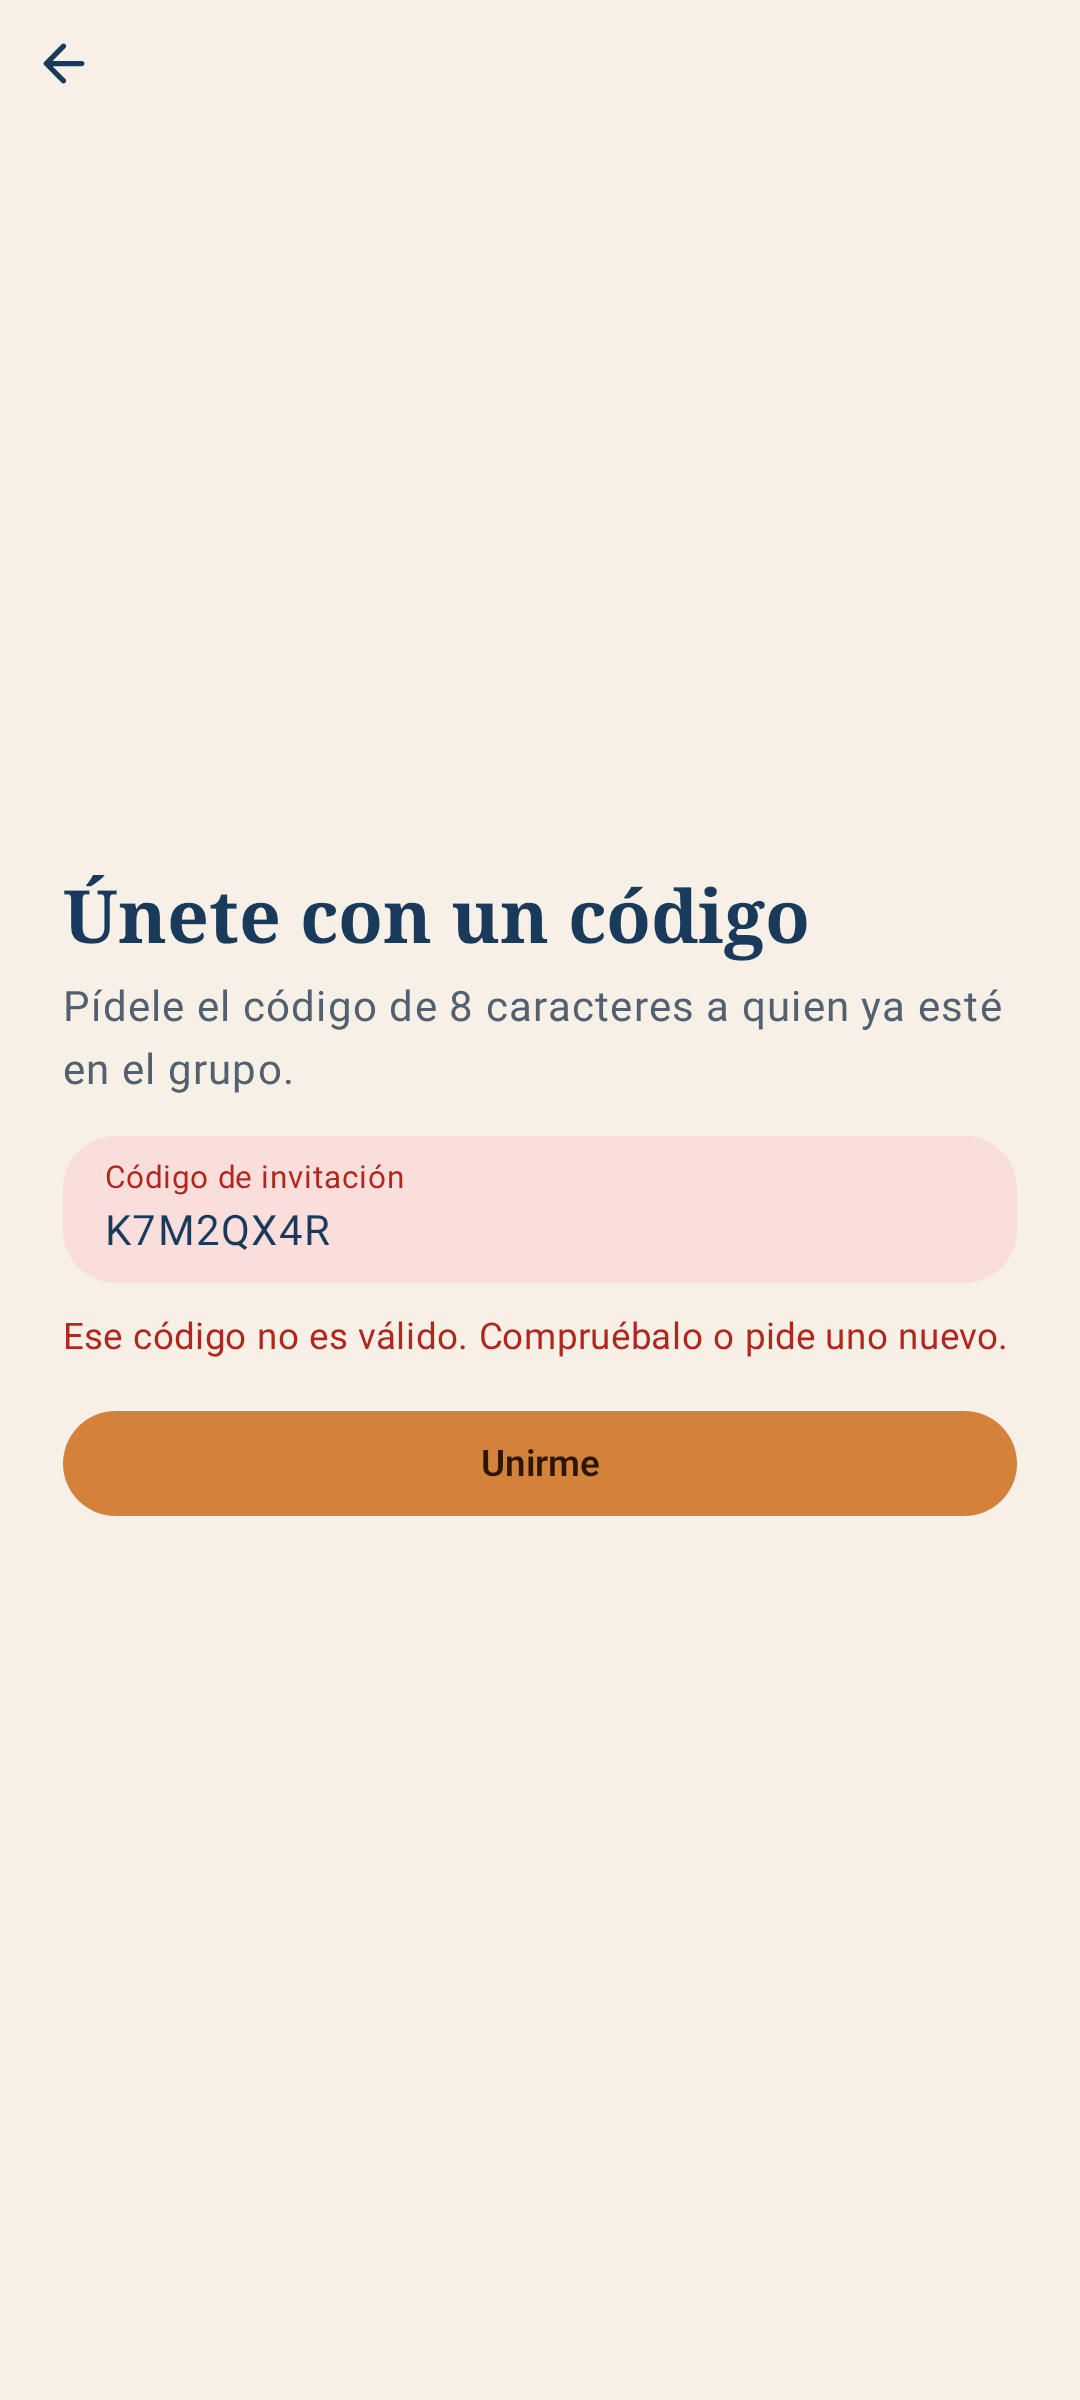 Únete con un código
Pídele el código de 8 caracteres a quien ya esté
en el grupo.
Código de invitación
K7M2QX4R
Ese código no es válido. Compruébalo o pide uno nuevo.
Unirme